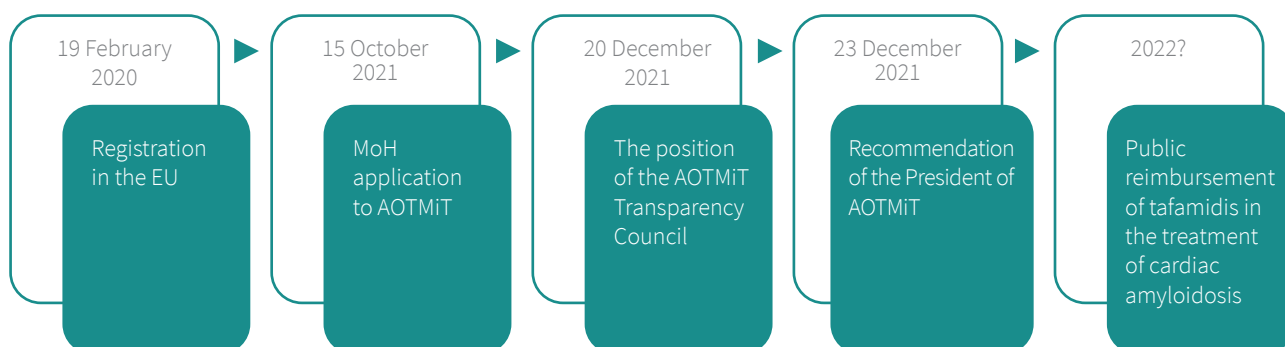 19 February
2020
Registration
in the EU
15 October
2021
MoH
application
to AOTMiT
20 December
2021
The position
of the AOTMiT
Transparency
Council
23 December
2021
Recommendation
of the President of
AOTMiT
2022?
Public
reimbursement
of tafamidis in
the treatment
of cardiac
amyloidosis